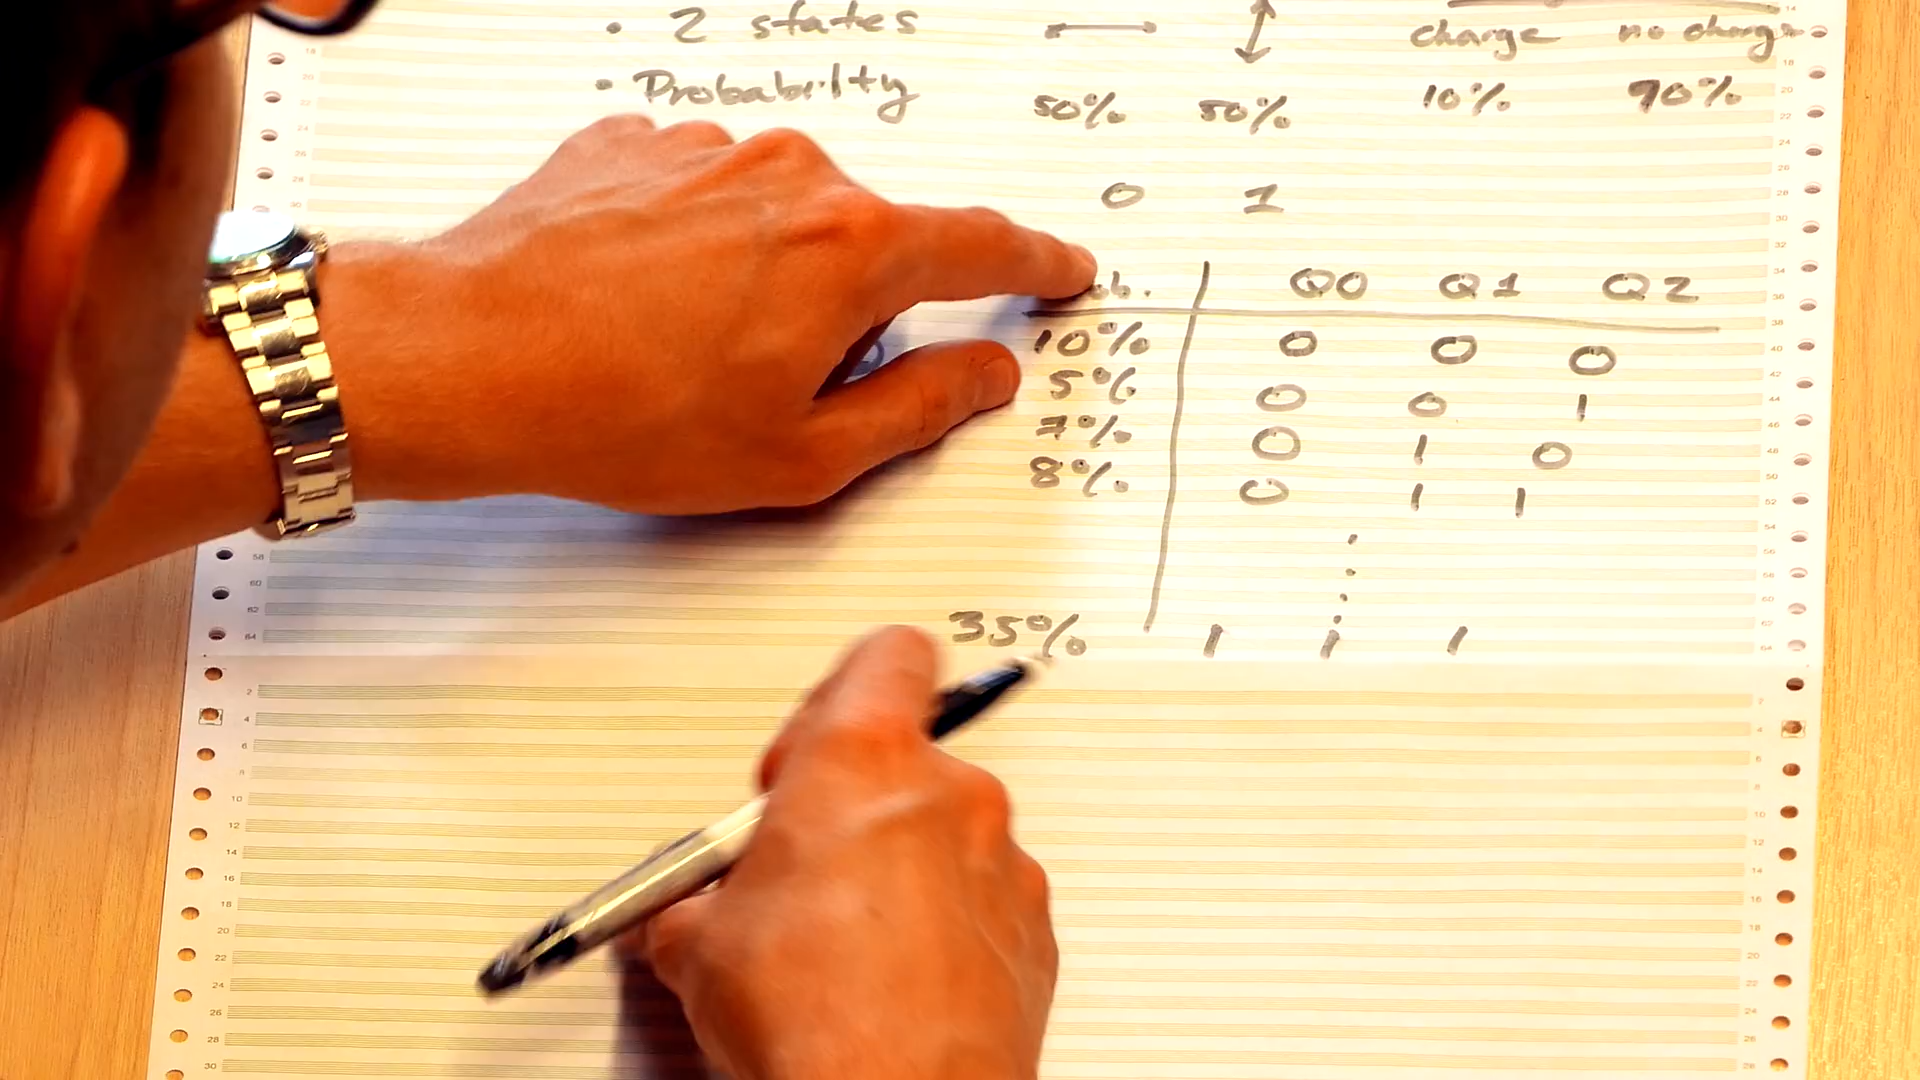 • 2 states ↔ ↕ charge no charge
• Probability 50% 50% 10% 90%
0 1
ob. Q0 Q1 Q2
10% 0 0 0
5% 0 0 1
7% 0 1 0
8% 0 1 1
35% 1 1 1